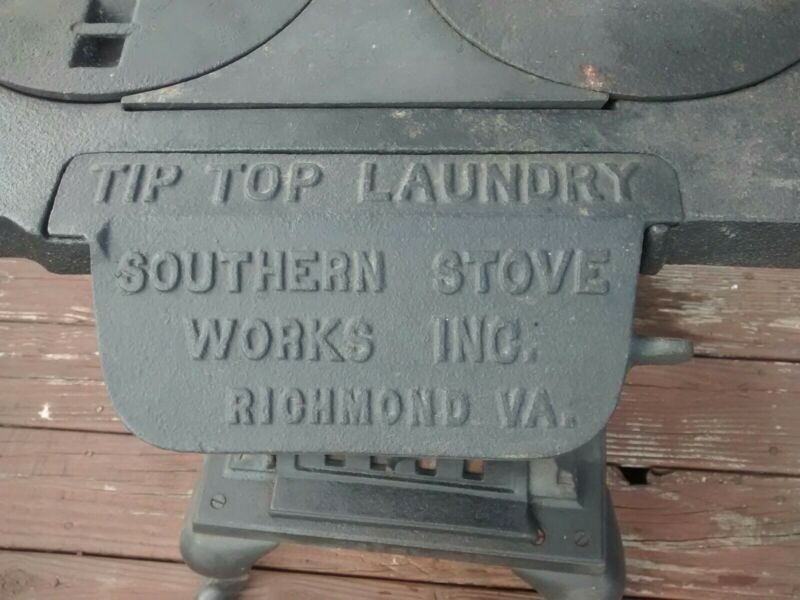 TIP TOP LAUNDRY
SOUTHERN STOVE
WORKS INC.
RICHMOND VA.